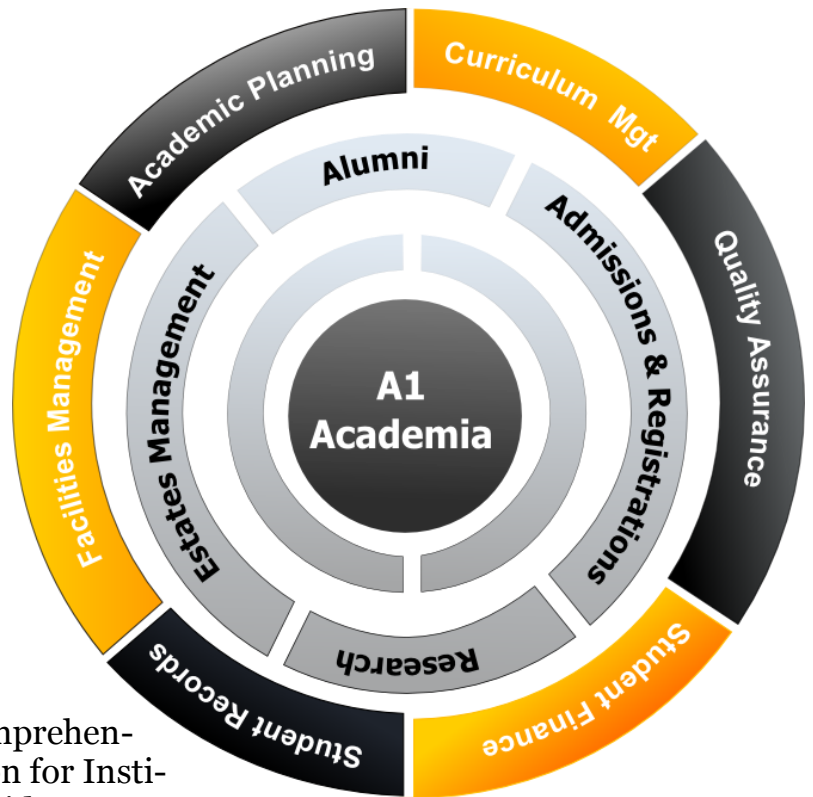 Academic Planning
Curriculum Mgt
Quality Assurance
Student Finance
Student Records
Facilities Management
Alumni
Admissions & Registrations
Research
Estates Management
A1
Academia
nprehen-
n for Insti-